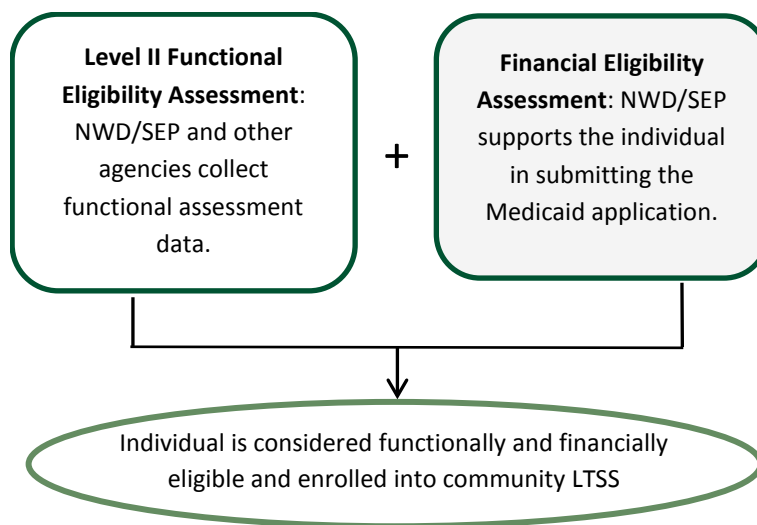 Level II Functional
Eligibility Assessment:
NWD/SEP and other
agencies collect
functional assessment
data.
+
Financial Eligibility
Assessment: NWD/SEP
supports the individual
in submitting the
Medicaid application.
Individual is considered functionally and financially
eligible and enrolled into community LTSS